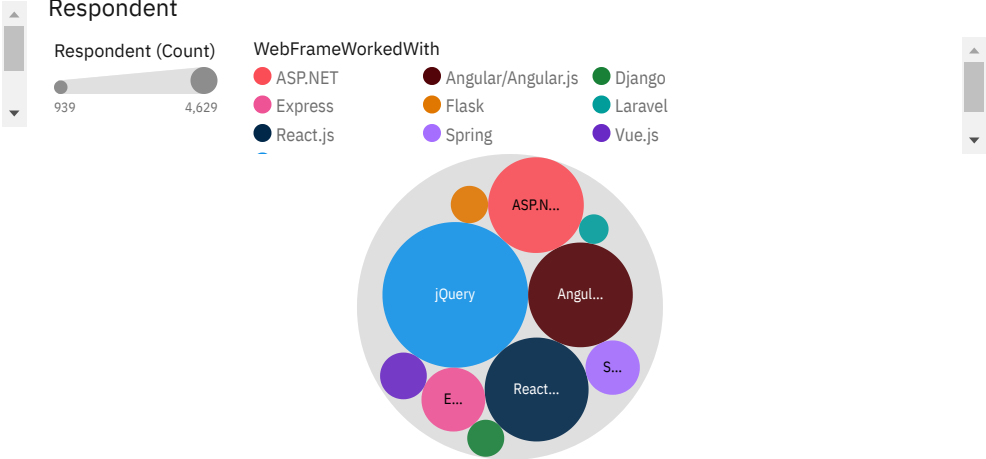 Respondent
Respondent (Count)
939
4,629
WebFrameWorkedWith
ASP.NET
Angular/Angular.js
Django
Express
Flask
Laravel
React.js
Spring
Vue.js
ASP.N...
jQuery
Angul...
S...
React...
E...